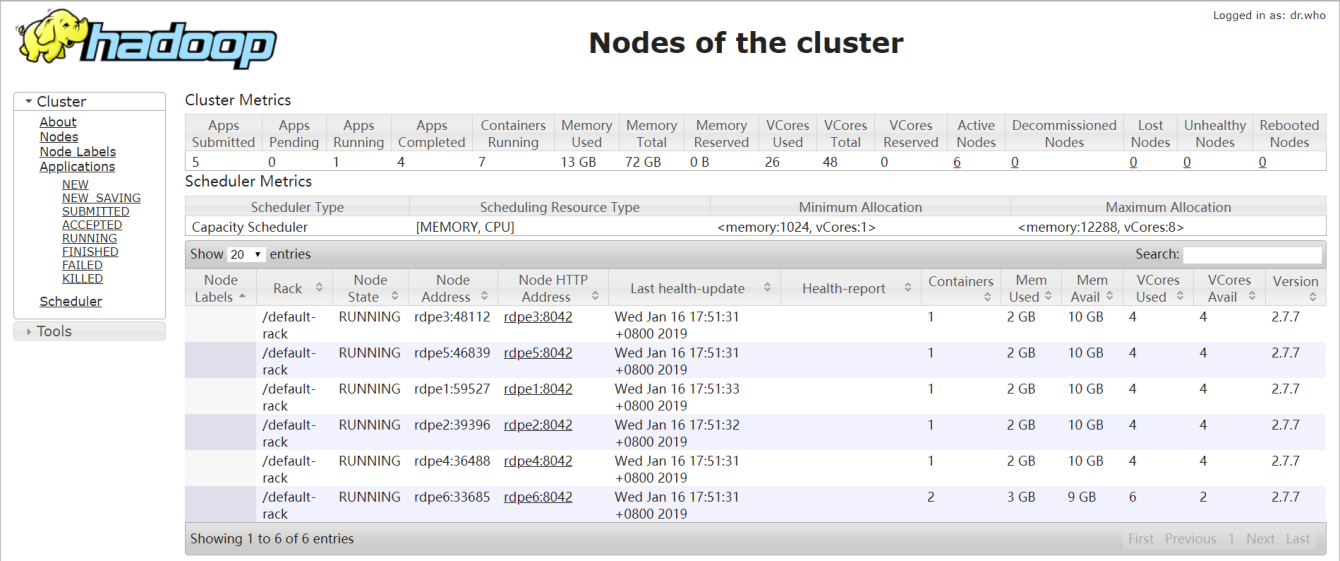 Logged in as: dr.who
hadoop
Nodes of the cluster
Cluster
About
Nodes
Node Labels
Applications
NEW
NEW_SAVING
SUBMITTED
ACCEPTED
RUNNING
FINISHED
FAILED
KILLED
Scheduler
Tools
Cluster Metrics
Apps Submitted Apps Pending Apps Running Apps Completed Containers Running Memory Used Memory Total Memory Reserved VCores Used VCores Total VCores Reserved Active Nodes Decommissioned Nodes Lost Nodes Unhealthy Nodes Rebooted Nodes
5 0 1 4 7 13 GB 72 GB 0 B 26 48 0 6 0 0 0 0
Scheduler Metrics
Scheduler Type Scheduling Resource Type Minimum Allocation Maximum Allocation
Capacity Scheduler [MEMORY, CPU] <memory:1024, vCores:1> <memory:12288, vCores:8>
Show 20 entries Search:
Node Labels Rack Node State Node Address Node HTTP Address Last health-update Health-report Containers Mem Used Mem Avail VCores Used VCores Avail Version
/default-rack RUNNING rdpe3:48112 rdpe3:8042 Wed Jan 16 17:51:31 +0800 2019 1 2 GB 10 GB 4 4 2.7.7
/default-rack RUNNING rdpe5:46839 rdpe5:8042 Wed Jan 16 17:51:31 +0800 2019 1 2 GB 10 GB 4 4 2.7.7
/default-rack RUNNING rdpe1:59527 rdpe1:8042 Wed Jan 16 17:51:33 +0800 2019 1 2 GB 10 GB 4 4 2.7.7
/default-rack RUNNING rdpe2:39396 rdpe2:8042 Wed Jan 16 17:51:32 +0800 2019 1 2 GB 10 GB 4 4 2.7.7
/default-rack RUNNING rdpe4:36488 rdpe4:8042 Wed Jan 16 17:51:31 +0800 2019 1 2 GB 10 GB 4 4 2.7.7
/default-rack RUNNING rdpe6:33685 rdpe6:8042 Wed Jan 16 17:51:31 +0800 2019 2 3 GB 9 GB 6 2 2.7.7
Showing 1 to 6 of 6 entries First Previous 1 Next Last